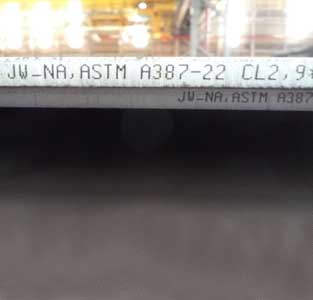 JW-NA, ASTM A387-22 CL2, 9*
JW-NA, ASTM A387